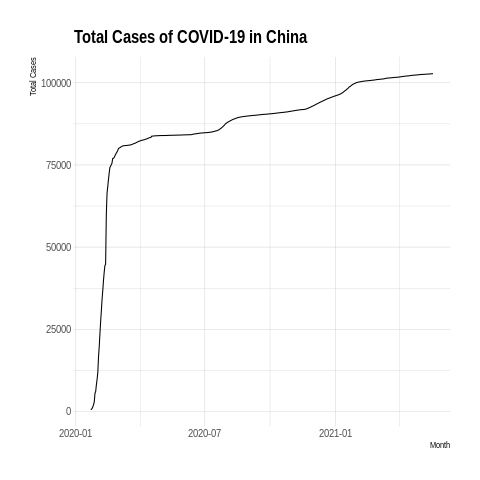 Total Cases of COVID-19 in China
Total Cases
100000
75000
50000
25000
0
2020-01
2020-07
2021-01
Month